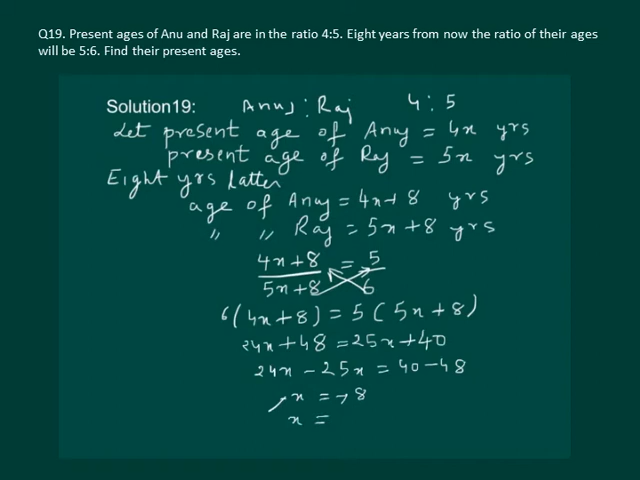 Q19. Present ages of Anu and Raj are in the ratio 4:5. Eight years from now the ratio of their ages
will be 5:6. Find their present ages.
Solution19: Anuj : Raj 4 : 5
Let present age of Anuj = 4x yrs
present age of Raj = 5x yrs
Eight yrs latter
age of Anuj = 4x+8 yrs
" " Raj = 5x+8 yrs
4x+8 = 5
5x+8 6
6(4x+8) = 5(5x+8)
24x+48 = 25x+40
24x - 25x = 40-48
-x = -8
x =